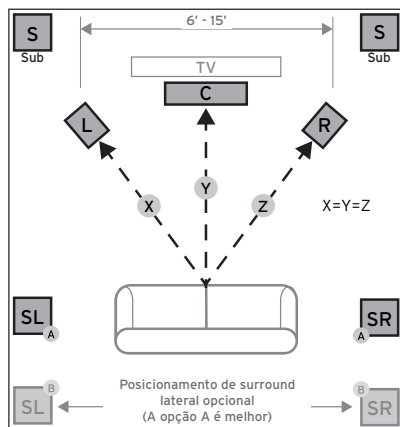 6' - 15'
S
S
Sub
Sub
TV
C
L
R
X
Y
Z
X=Y=Z
SL
A
SR
A
B
SL
B
SR
Posicionamento de surround
lateral opcional
(A opção A é melhor)